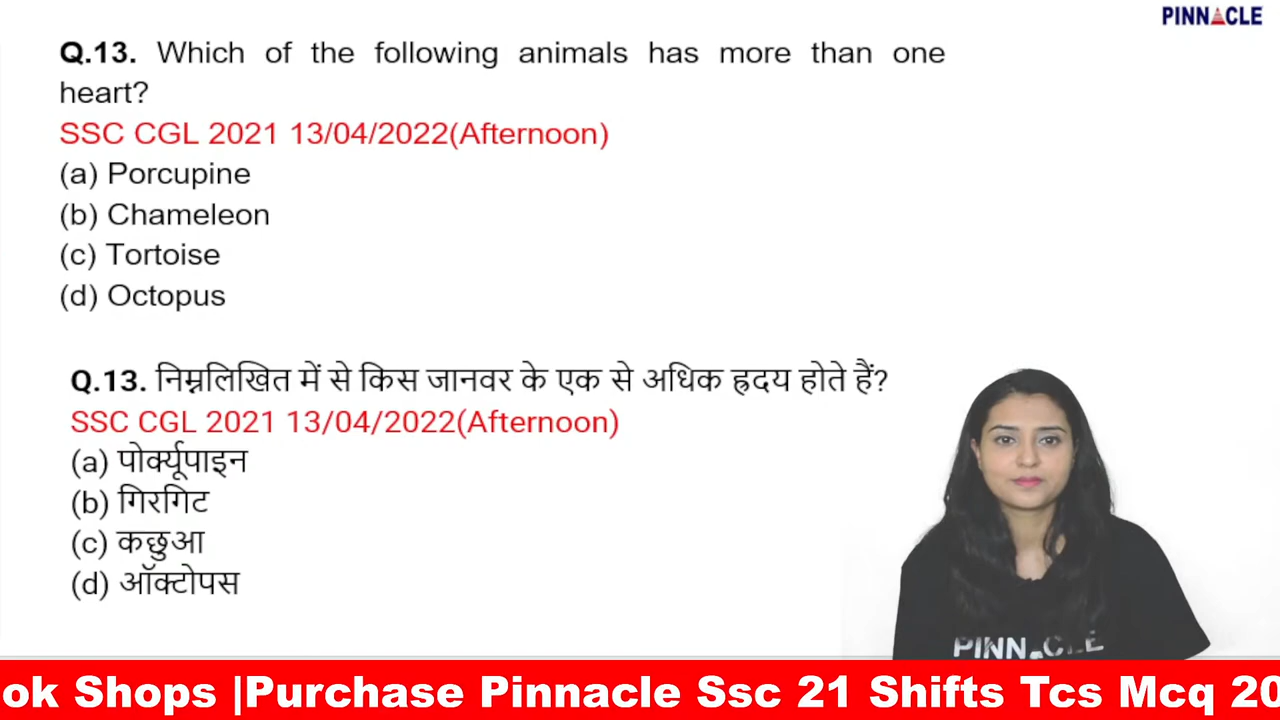 PINNACLE
Q.13. Which of the following animals has more than one
heart?
SSC CGL 2021 13/04/2022(Afternoon)
(a) Porcupine
(b) Chameleon
(c) Tortoise
(d) Octopus
Q.13. निम्नलिखित में से किस जानवर के एक से अधिक ह्रदय होते हैं?
SSC CGL 2021 13/04/2022(Afternoon)
(a) पोर्क्यूपाइन
(b) गिरगिट
(c) कछुआ
(d) ऑक्टोपस
PINNACLE
ok Shops |Purchase Pinnacle Ssc 21 Shifts Tcs Mcq 20